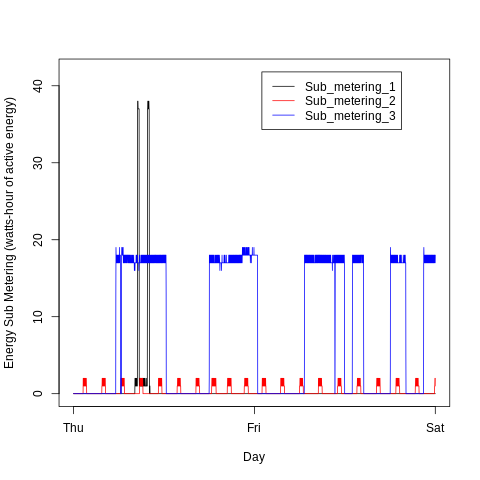 Sub_metering_1
Sub_metering_2
Sub_metering_3
Energy Sub Metering (watts-hour of active energy)
40
30
20
10
0
Thu Fri Sat
Day